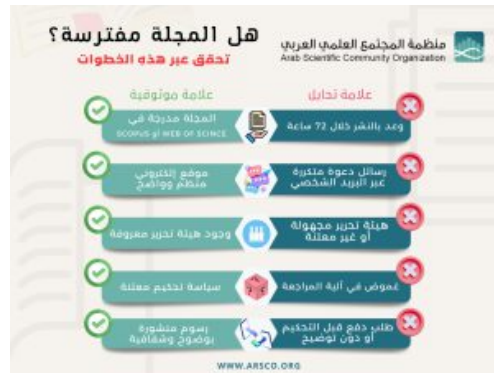 منظمة المجتمع العلمي العربي
Arab Scientific Community Organization
هل المجلة مفترسة؟
تحقق عبر هذه الخطوات
علامة موثوقية
علامة تحايل
المجلة مدرجة في
SCOPUS او WEB OF SCINCE
وعد بالنشر خلال 72 ساعة
موقع إلكتروني
منظم وواضح
رسائل دعوة متكررة
عبر البريد الشخصي
وجود هيئة تحرير معروفة
هيئة تحرير مجهولة
أو غير معلنة
سياسة تحكيم معلنة
غموض في آلية المراجعة
رسوم منشورة
بوضوح وشفافية
طلب دفع قبل التحكيم
أو دون توضيح
WWW.ARSCO.ORG